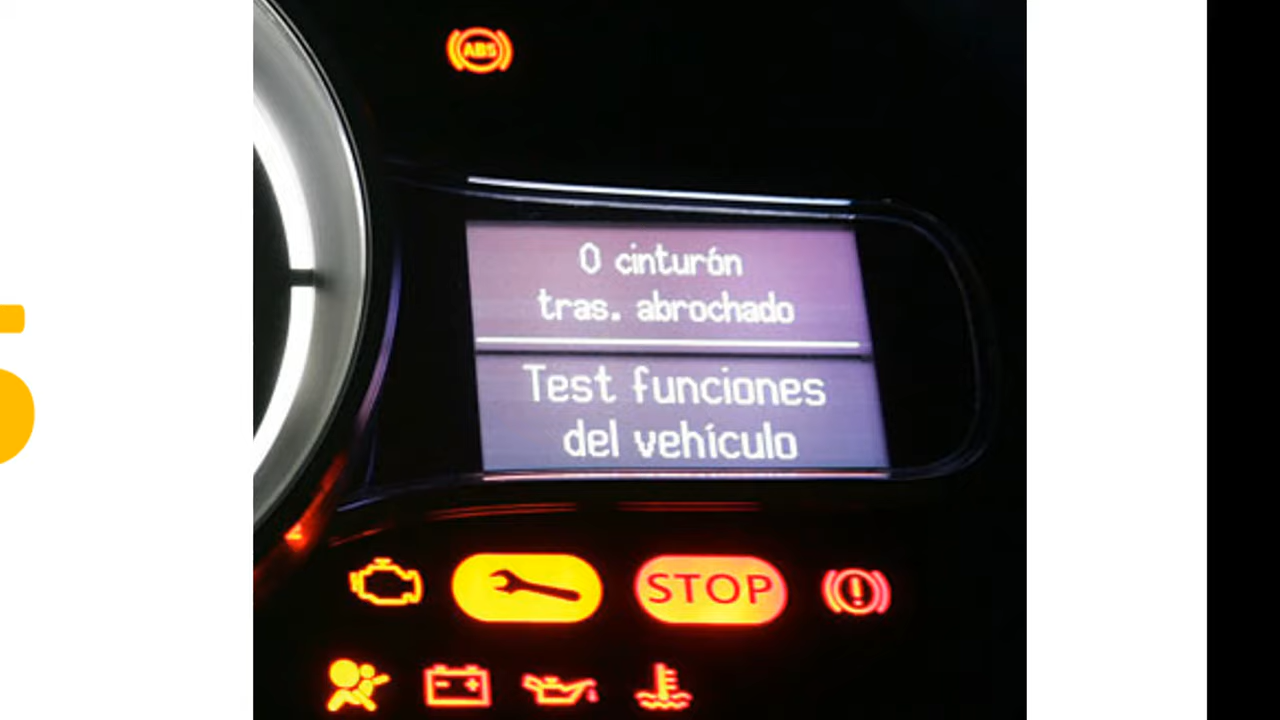 ABS
0 cinturón
tras. abrochado
Test funciones
del vehículo
STOP